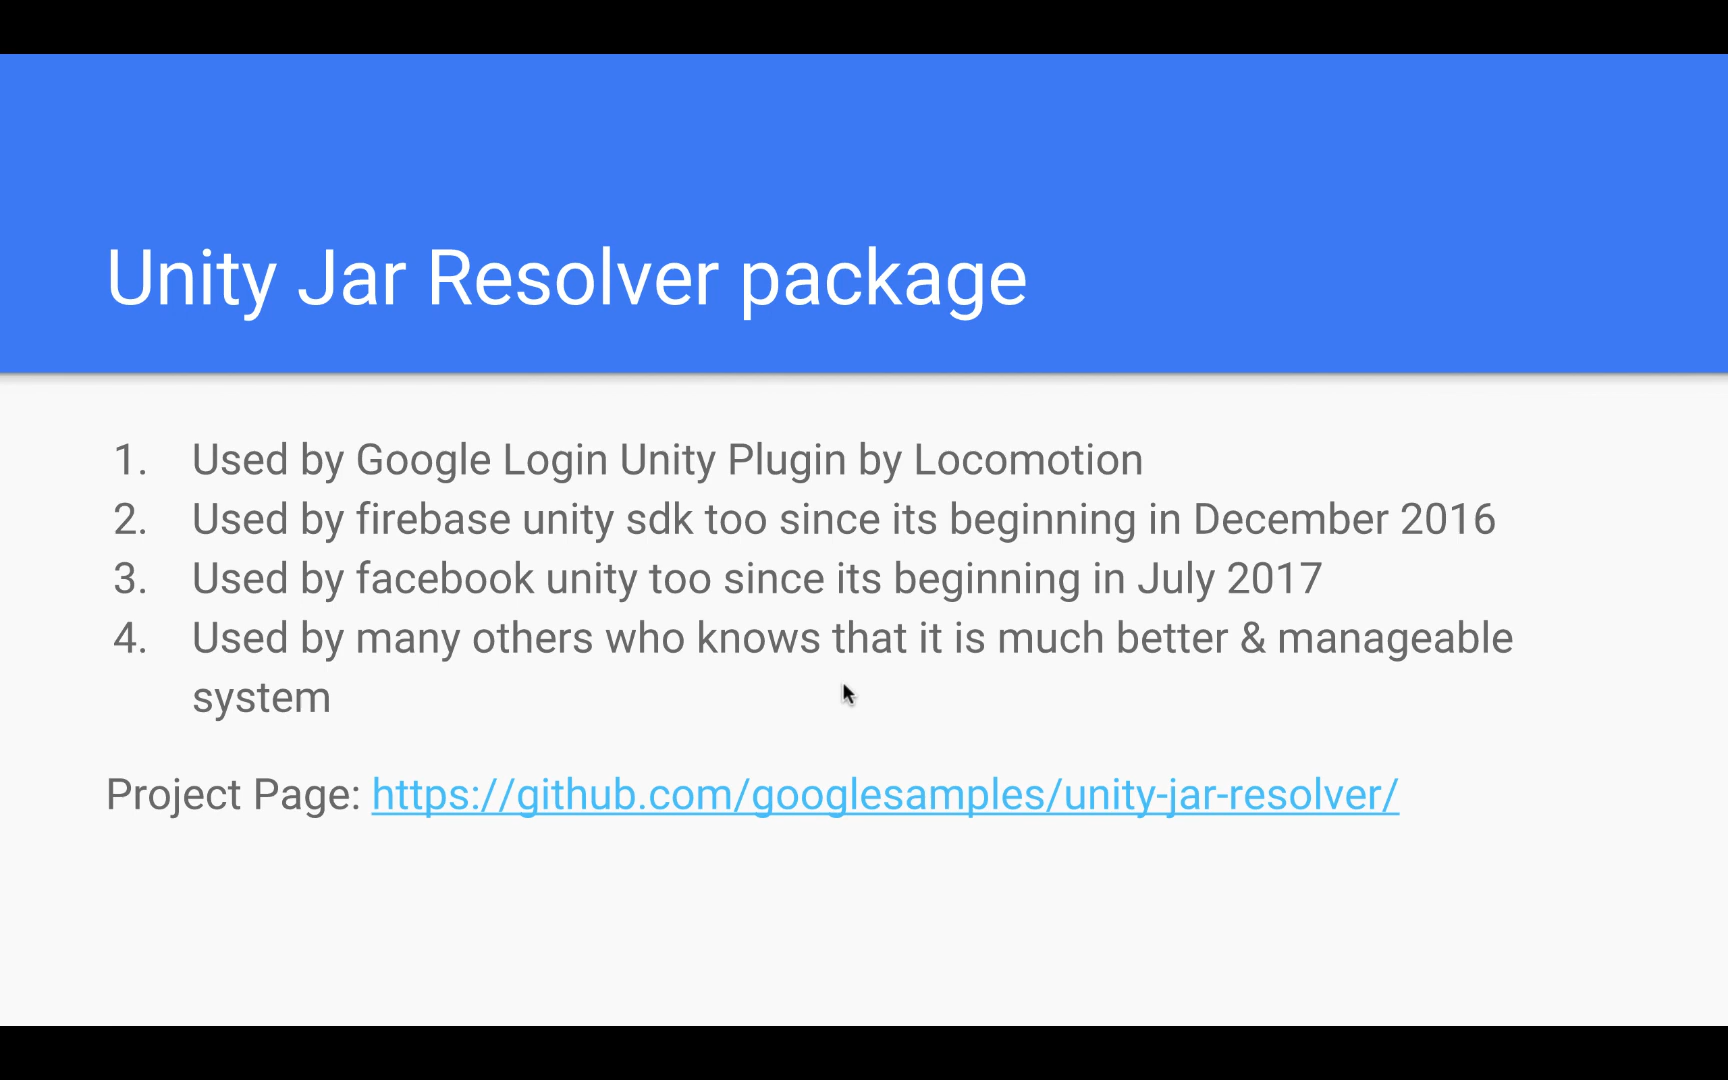 Unity Jar Resolver package
1. Used by Google Login Unity Plugin by Locomotion
2. Used by firebase unity sdk too since its beginning in December 2016
3. Used by facebook unity too since its beginning in July 2017
4. Used by many others who knows that it is much better & manageable
system
Project Page: https://github.com/googlesamples/unity-jar-resolver/